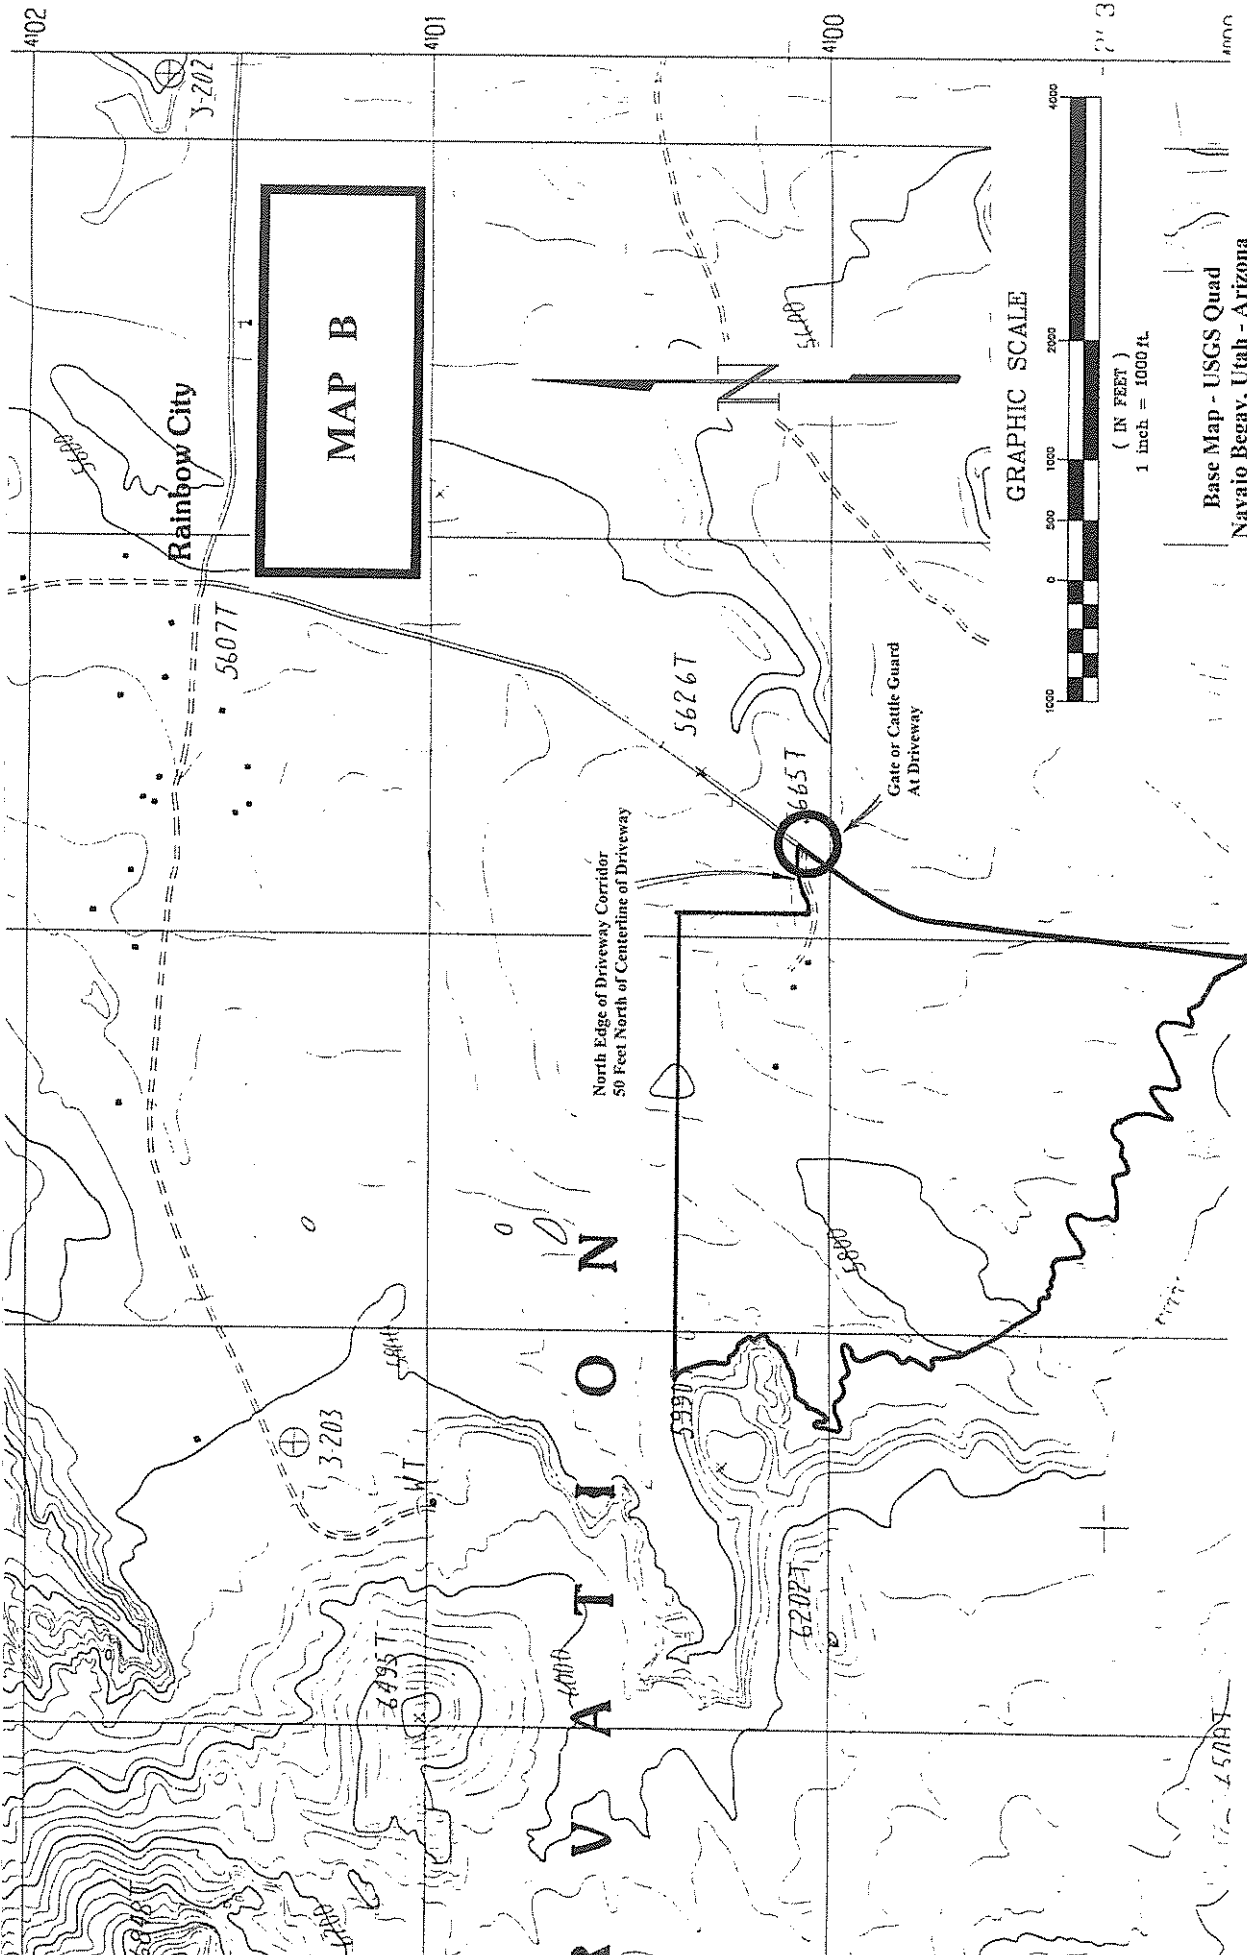 4102
4101
4100
3-202
MAP B
Rainbow City
5600
5607T
5600
N
GRAPHIC SCALE
1000 0 500 1000 2000 4000
( IN FEET )
1 inch = 1000 ft.
Base Map - USGS Quad
Navajo Begay, Utah - Arizona
5626T
Gate or Cattle Guard
At Driveway
North Edge of Driveway Corridor
50 Feet North of Centerline of Driveway
5800
5800
5990
3-203
WT
6202T
6495T
R V A T I O N